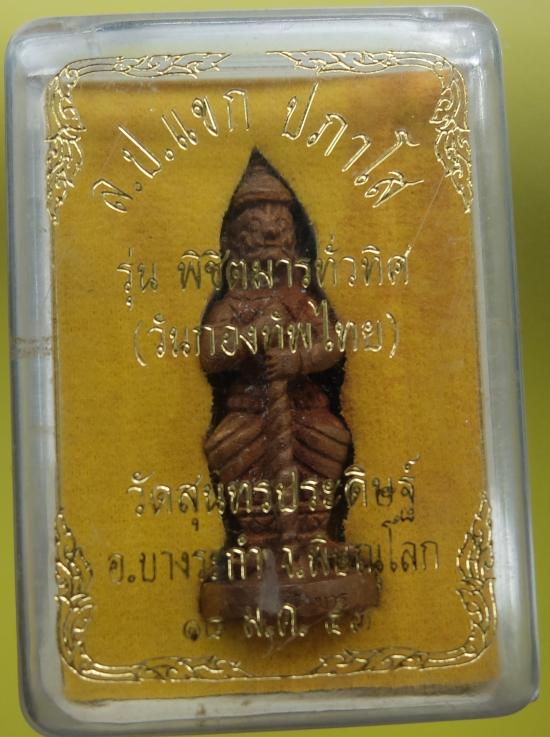 ล.ป.แขก ปภาโส
รุ่น พิชิตมารทั่วทิศ
(วันกองทัพไทย)
วัดสุนทรประดิษฐ์
อ.บางระกำ จ.พิษณุโลก
๑๘ ม.ค. ๕๓